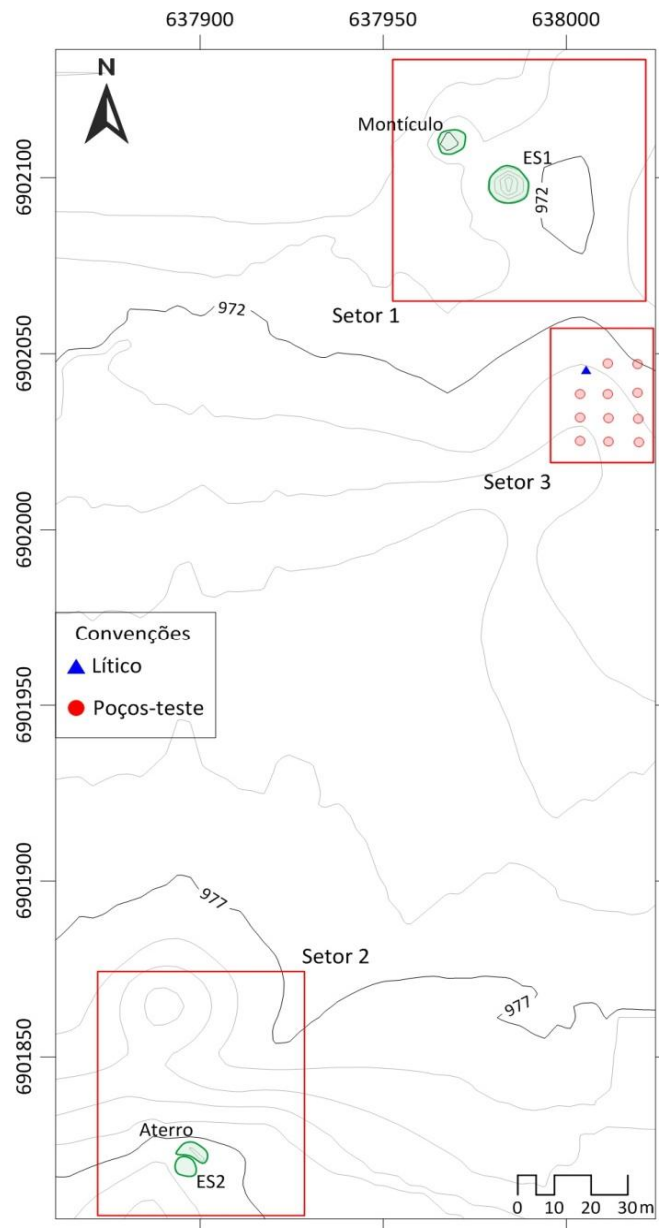 637900
637950
638000
N
Montículo
ES1
972
6902100
972
Setor 1
6902050
Setor 3
6902000
Convenções
Lítico
Poços-teste
6901950
6901900
977
Setor 2
977
6901850
Aterro
ES2
0 10 20 30 m